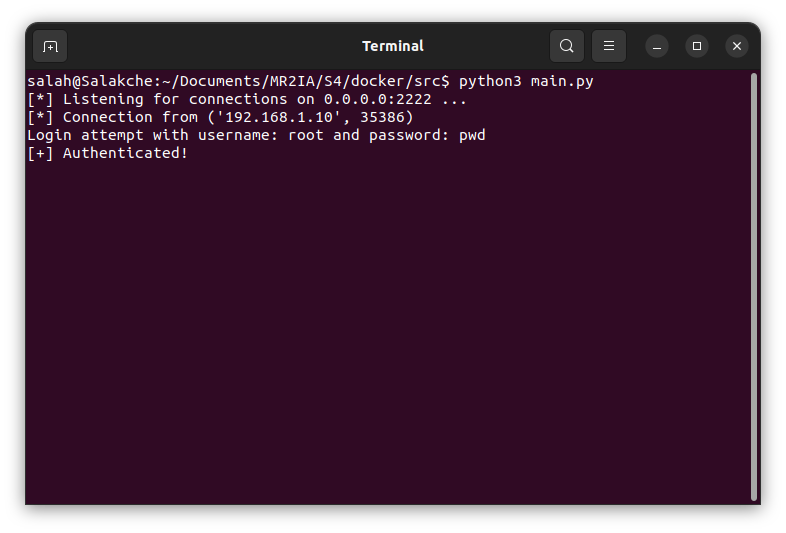 Terminal
salah@Salakche:~/Documents/MR2IA/S4/docker/src$ python3 main.py
[*] Listening for connections on 0.0.0.0:2222 ...
[*] Connection from ('192.168.1.10', 35386)
Login attempt with username: root and password: pwd
[+] Authenticated!